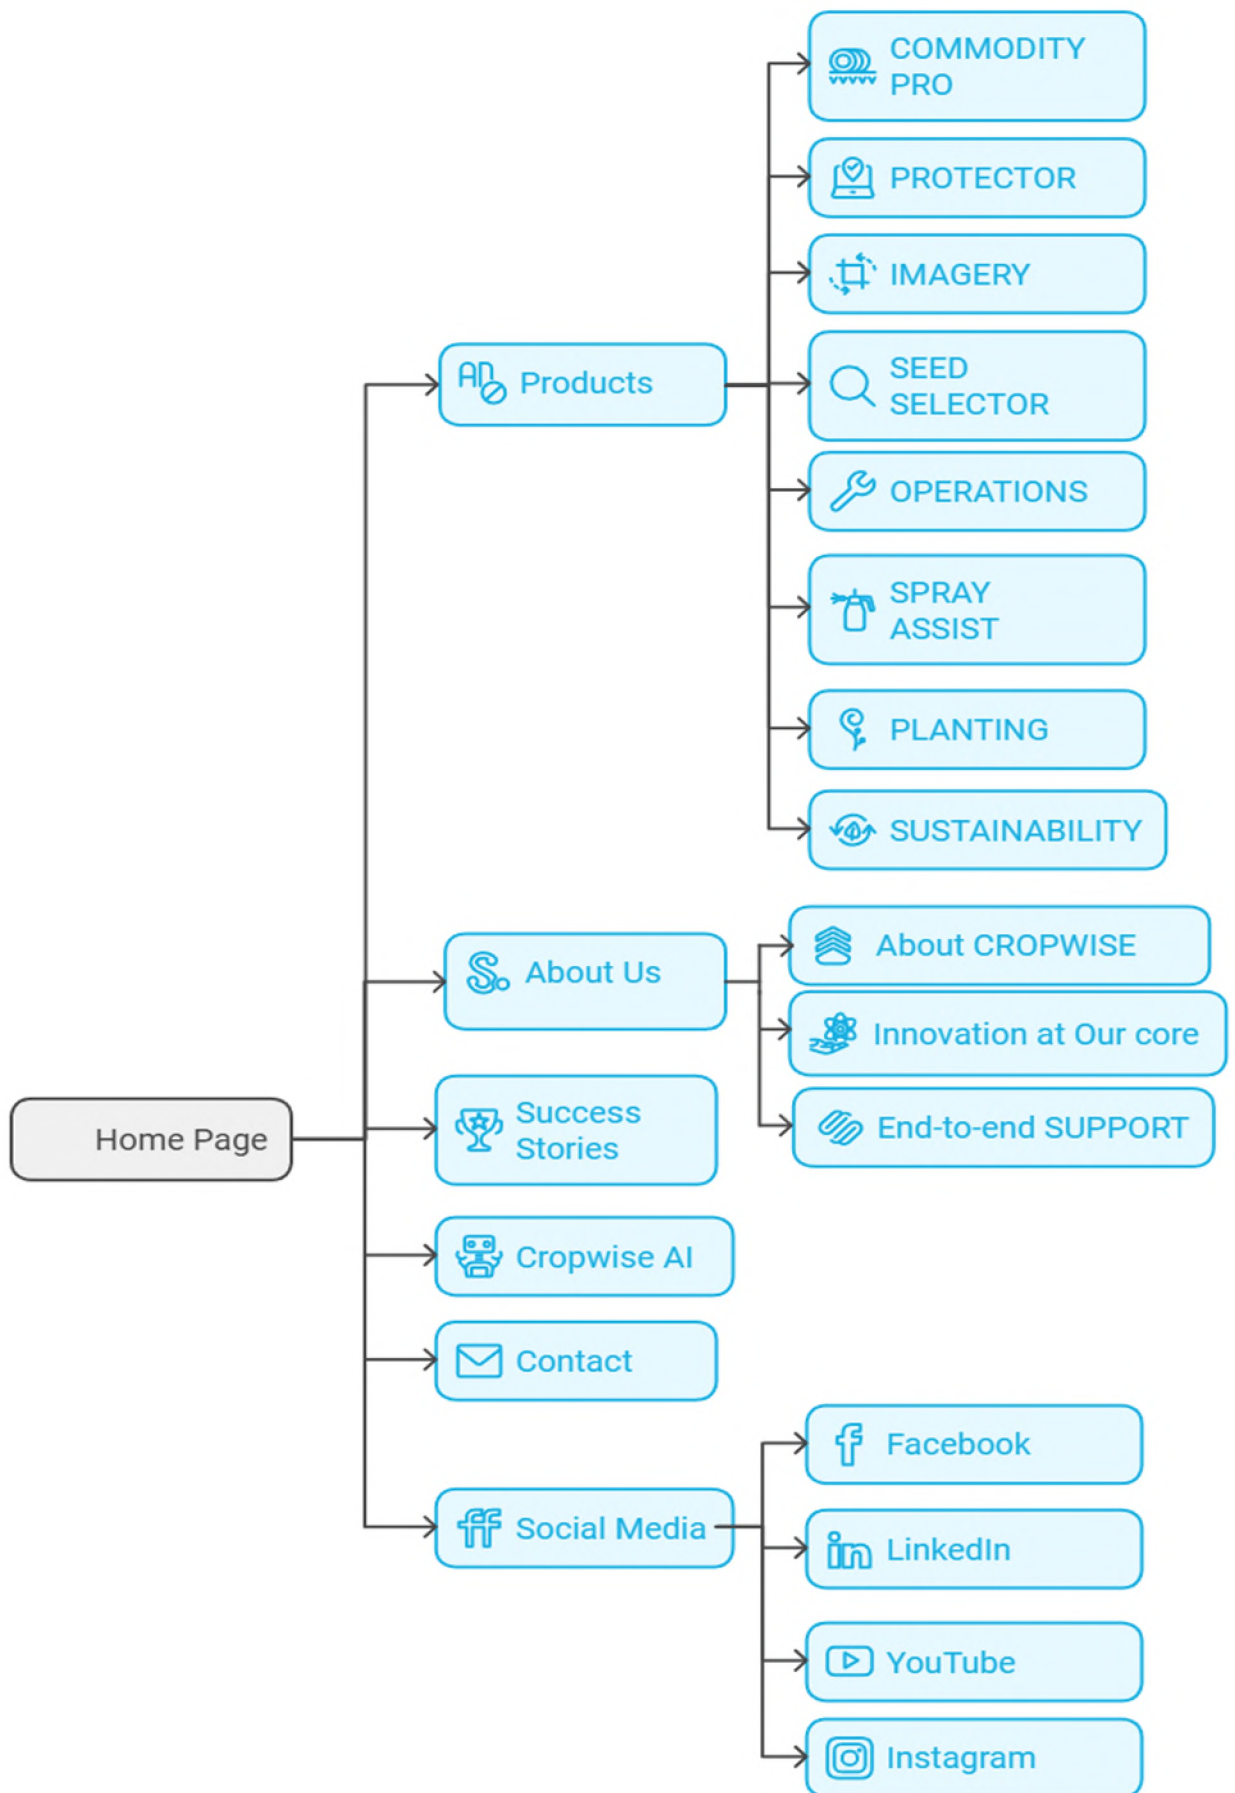 COMMODITY
PRO
PROTECTOR
IMAGERY
SEED
SELECTOR
OPERATIONS
SPRAY
ASSIST
PLANTING
SUSTAINABILITY
Products
About Us
About CROPWISE
Innovation at Our core
End-to-end SUPPORT
Home Page
Success
Stories
Cropwise AI
Contact
Social Media
Facebook
LinkedIn
YouTube
Instagram